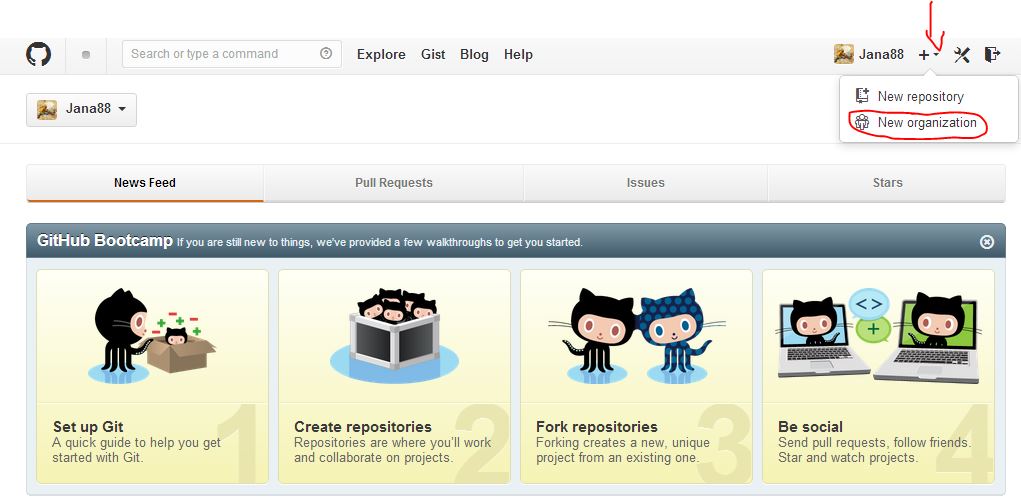 Search or type a command
Explore Gist Blog Help
Jana88
New repository
New organization
Jana88
News Feed Pull Requests Issues Stars
GitHub Bootcamp If you are still new to things, we've provided a few walkthroughs to get you started.
1
Set up Git
A quick guide to help you get
started with Git.
2
Create repositories
Repositories are where you'll work
and collaborate on projects.
3
Fork repositories
Forking creates a new, unique
project from an existing one.
4
Be social
Send pull requests, follow friends.
Star and watch projects.